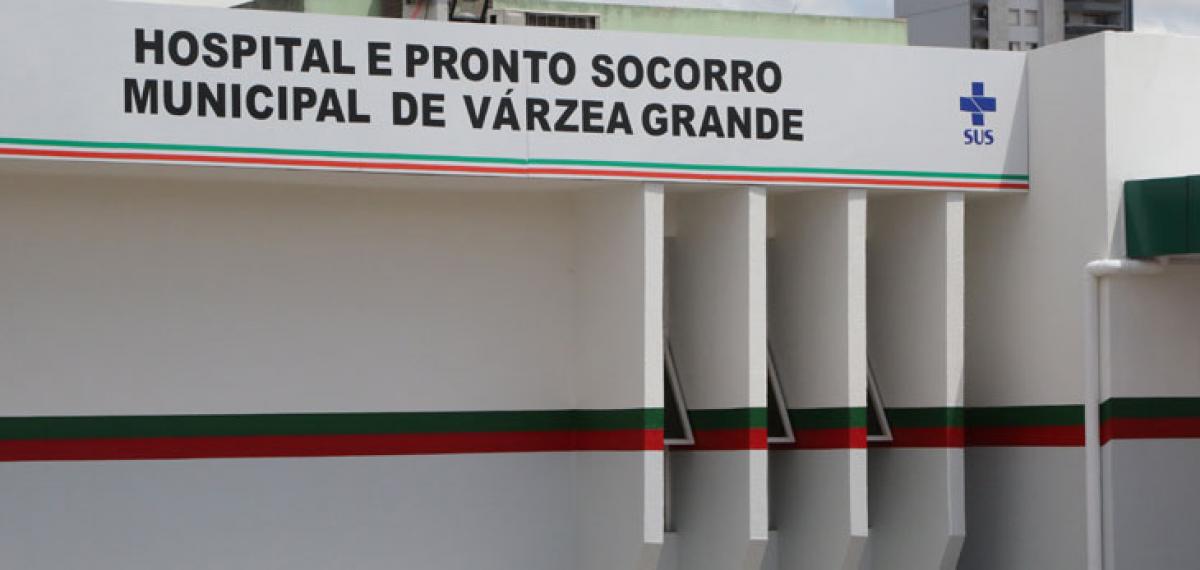 HOSPITAL E PRONTO SOCORRO
MUNICIPAL DE VÁRZEA GRANDE
SUS